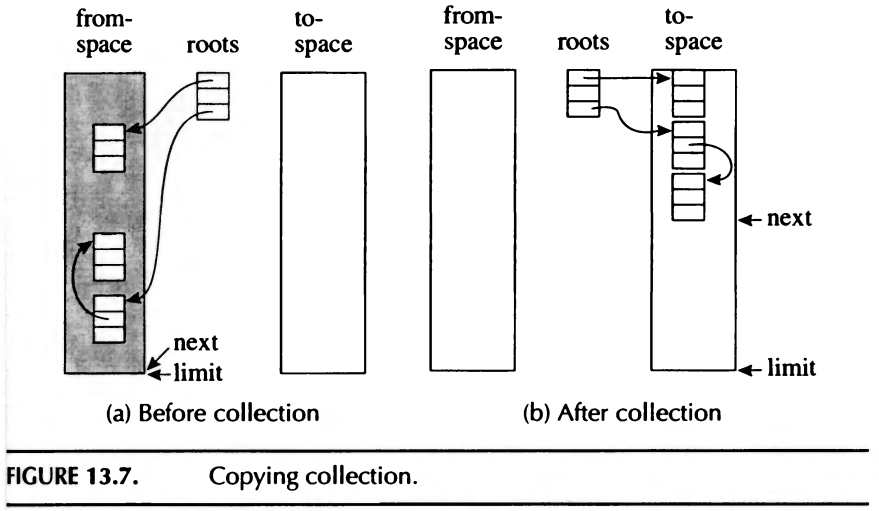 from-
space
roots
to-
space
next
limit
(a) Before collection
from-
space
roots
to-
space
next
limit
(b) After collection
FIGURE 13.7. Copying collection.